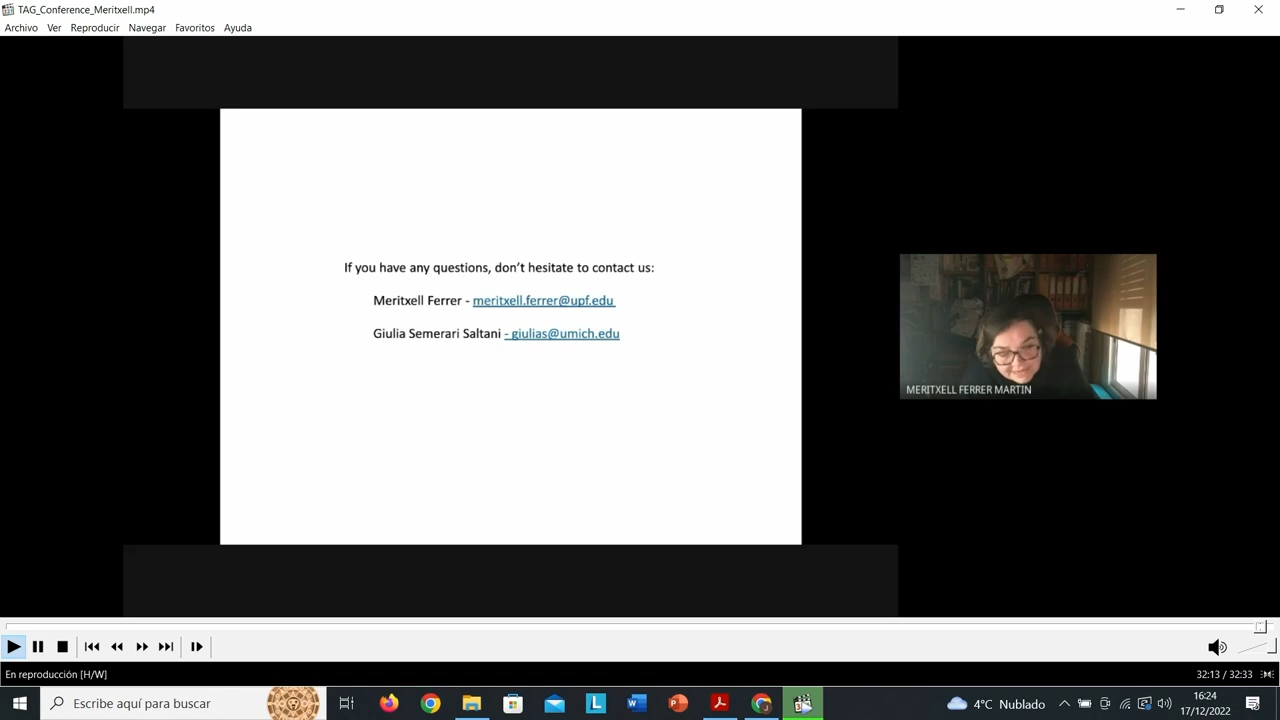 TAG_Conference_Meritxell.mp4
Archivo Ver Reproducir Navegar Favoritos Ayuda
If you have any questions, don't hesitate to contact us:
Meritxell Ferrer - meritxell.ferrer@upf.edu
Giulia Semerari Saltani - giulias@umich.edu
MERITXELL FERRER MARTIN
En reproducción [H/W]
32:13 / 32:33
Escribe aquí para buscar
4°C Nublado
16:24
17/12/2022